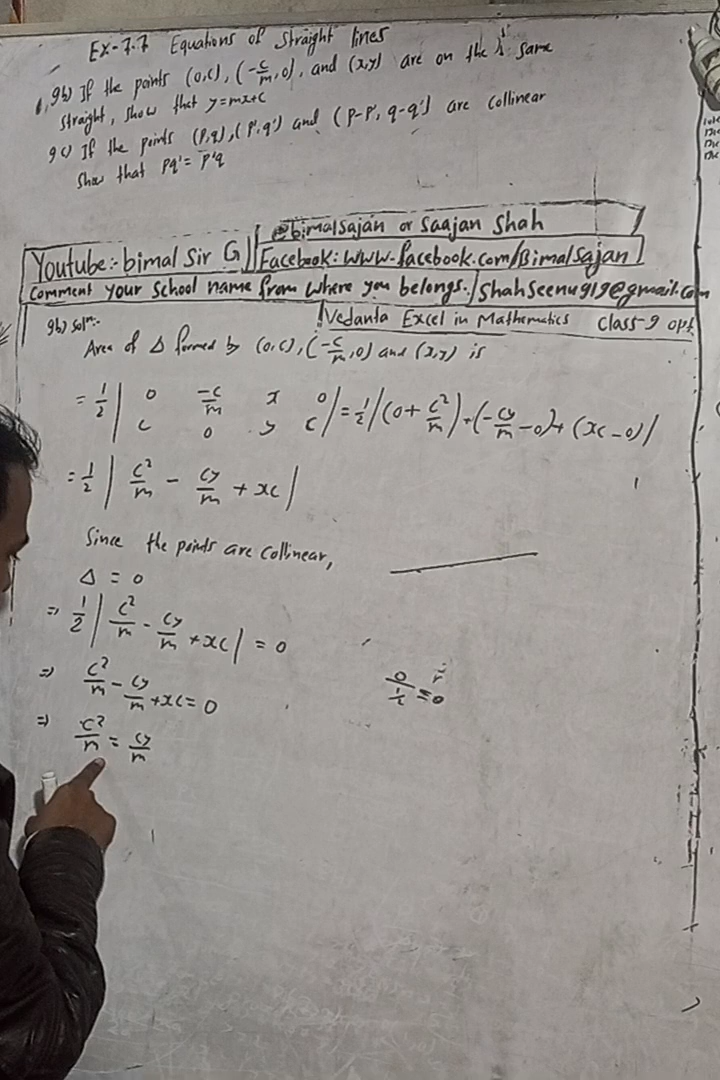 Ex-7.7 Equations of Straight lines
9b) If the points (0,c), (-c/m, 0), and (x,y) are on the same
straight, show that y=mx+c
9c) If the points (p,q), (p',q') and (p-p', q-q') are collinear
Show that pq' = p'q
@bimalsajan or Saajan Shah
Youtube:- bimal Sir G
Facebook: www.facebook.com/Bimalsajan
Comment your School name from where you belongs./Shahseenu919@gmail.com
Vedanta Excel in Mathematics Class-9 opt
9b) Solⁿ:-
Area of Δ formed by (0,c), (-c/m, 0) and (x,y) is
= 1/2 | 0 -c/m x 0 | = 1/2 |(0 + c²/m) + (-cy/m - 0) + (xc - 0)|
c 0 y c
= 1/2 | c²/m - cy/m + xc |
Since the points are collinear,
Δ = 0
⇒ 1/2 | c²/m - cy/m + xc | = 0
⇒ c²/m - cy/m + xc = 0
⇒ c²/m = cy/m